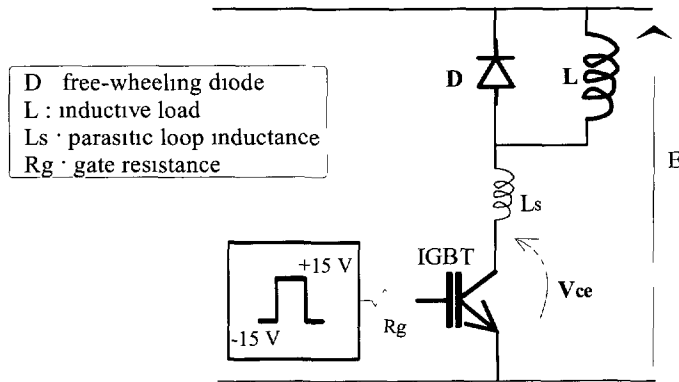 D free-wheeling diode
L : inductive load
Ls · parasitic loop inductance
Rg · gate resistance
D
L
E
Ls
IGBT
+15 V
Vce
-15 V
Rg